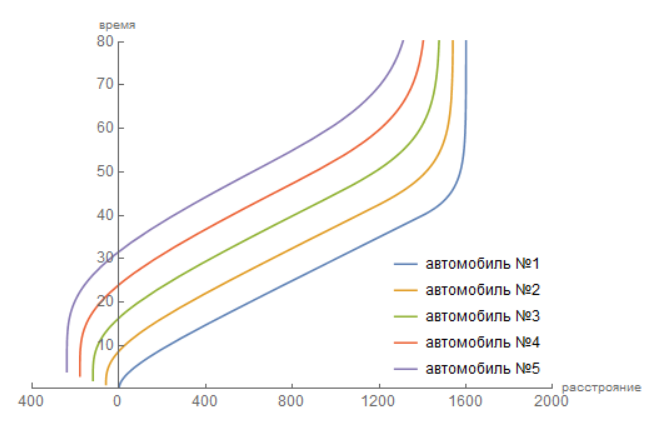 время
80
70
60
50
40
30
20
10
автомобиль №1
автомобиль №2
автомобиль №3
автомобиль №4
автомобиль №5
400 0 400 800 1200 1600 2000 расстрояние